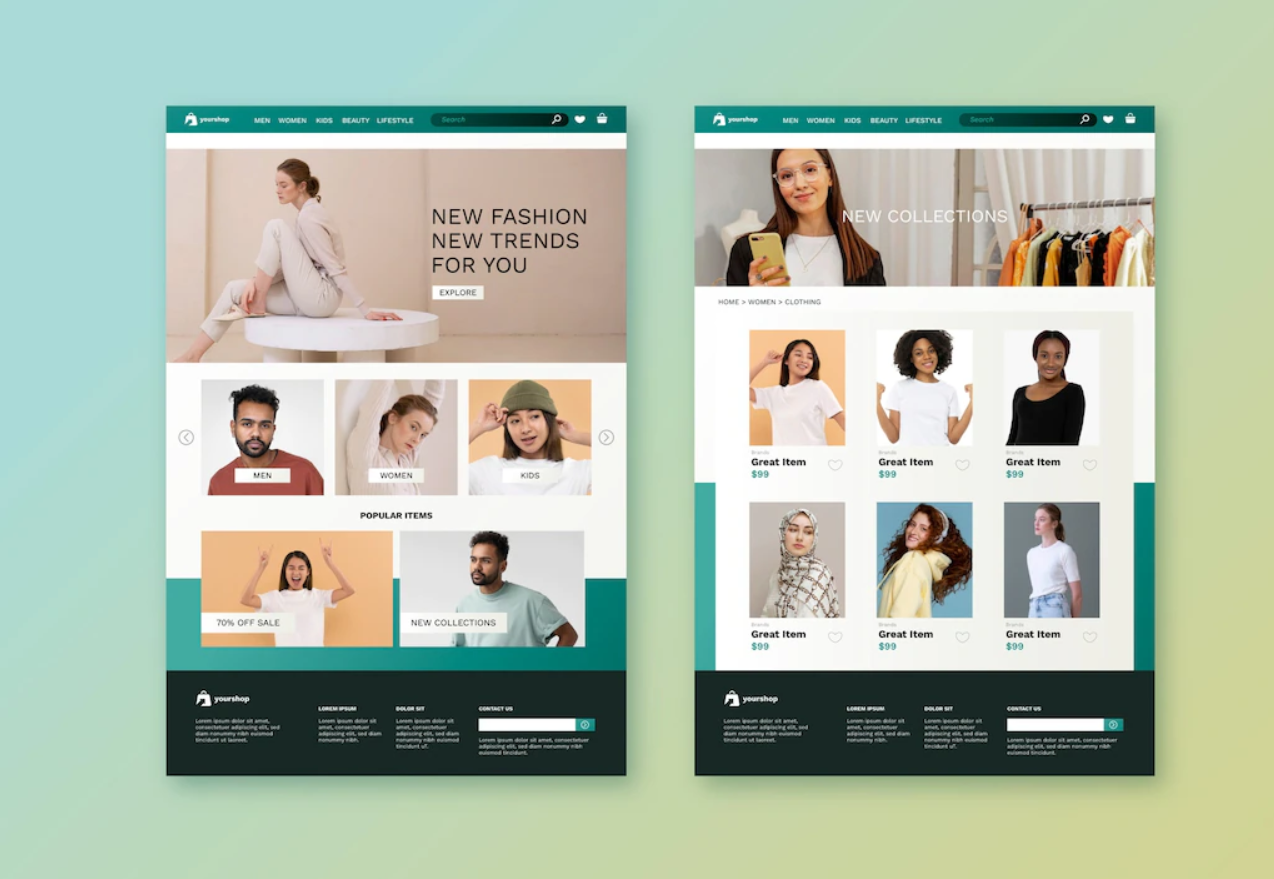 yourshop MEN WOMEN KIDS BEAUTY LIFESTYLE Search
NEW FASHION
NEW TRENDS
FOR YOU
EXPLORE
MEN WOMEN KIDS
POPULAR ITEMS
70% OFF SALE NEW COLLECTIONS
yourshop
LOREM IPSUM DOLOR SIT CONTACT US
Lorem ipsum dolor sit amet,
consectetuer adipiscing elit, sed
diam nonummy nibh euismod
tincidunt ut laoreet.
Lorem ipsum dolor sit
amet, consectetuer
adipiscing elit, sed diam
nonummy nibh.
Lorem ipsum dolor sit
amet, consectetuer
adipiscing elit, sed diam
nonummy nibh euismod
tincidunt
Lorem ipsum dolor sit amet, consectetuer
adipiscing elit, sed diam nonummy nibh
euismod tincidunt.
yourshop MEN WOMEN KIDS BEAUTY LIFESTYLE Search
NEW COLLECTIONS
HOME > WOMEN > CLOTHING
Brands Brands Brands
Great Item Great Item Great Item
$99 $99 $99
Brands Brands Brands
Great Item Great Item Great Item
$99 $99 $99
yourshop
LOREM IPSUM DOLOR SIT CONTACT US
Lorem ipsum dolor sit amet,
consectetuer adipiscing elit, sed
diam nonummy nibh euismod
tincidunt ut laoreet.
Lorem ipsum dolor sit
amet, consectetuer
adipiscing elit, sed diam
nonummy nibh.
Lorem ipsum dolor sit
amet, consectetuer
adipiscing elit, sed diam
nonummy nibh euismod
tincidunt
Lorem ipsum dolor sit amet, consectetuer
adipiscing elit, sed diam nonummy nibh
euismod tincidunt.